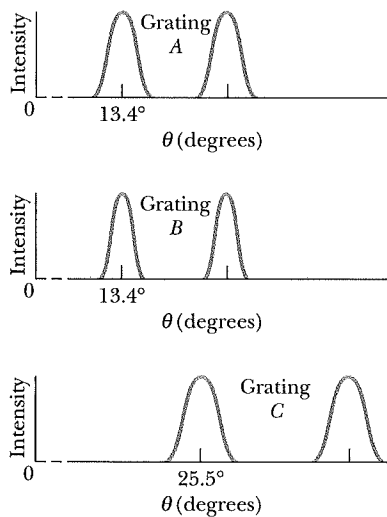 Intensity
Grating
A
0
13.4°
θ (degrees)
Intensity
Grating
B
0
13.4°
θ (degrees)
Intensity
Grating
C
0
25.5°
θ (degrees)